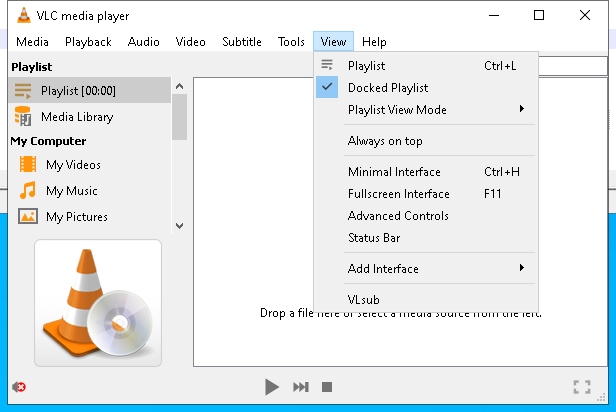 VLC media player
Media Playback Audio Video Subtitle Tools View Help
Playlist
Playlist [00:00]
Media Library
My Computer
My Videos
My Music
My Pictures
Playlist Ctrl+L
Docked Playlist
Playlist View Mode
Always on top
Minimal Interface Ctrl+H
Fullscreen Interface F11
Advanced Controls
Status Bar
Add Interface
VLsub
Drop a file here or select a media source from the left.